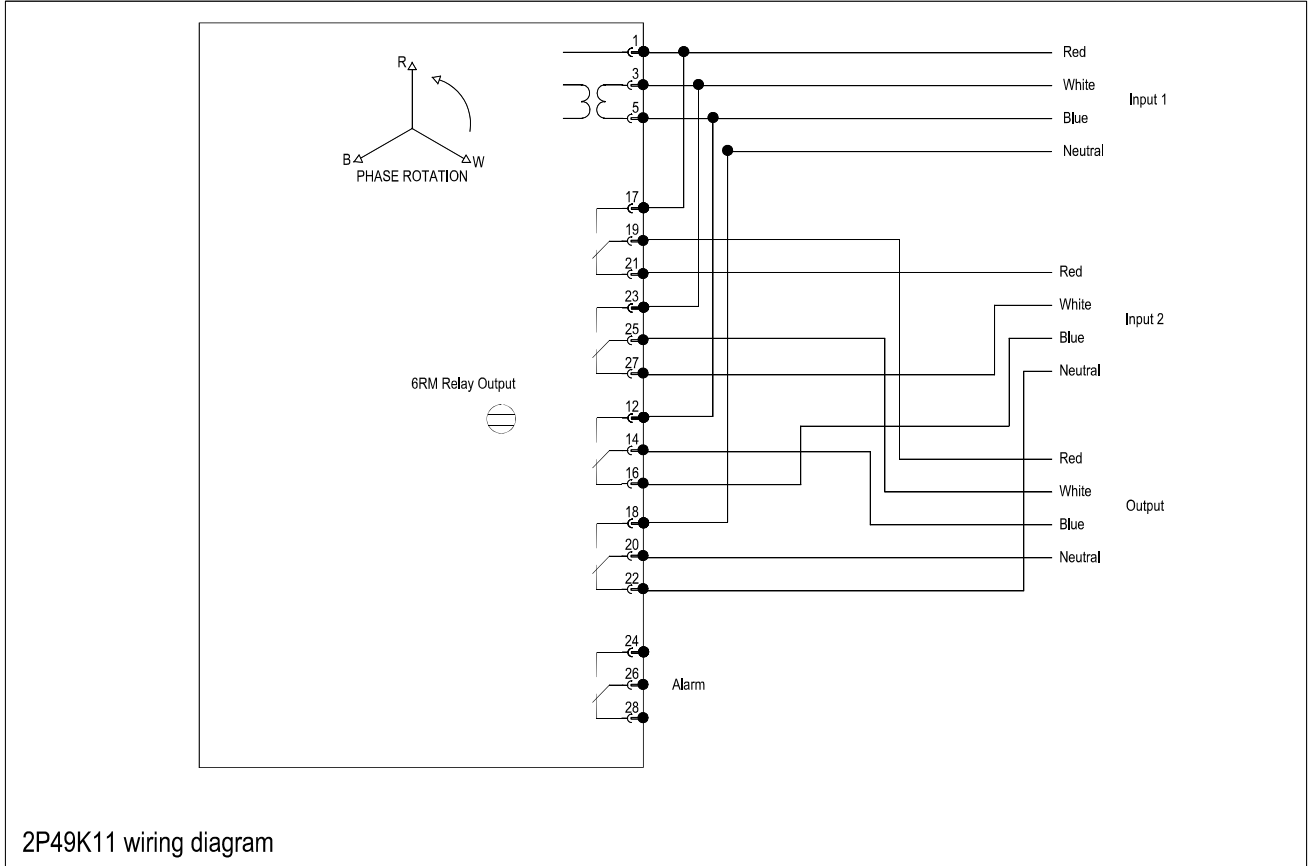 R
B
W
PHASE ROTATION
1
3
5
17
19
21
23
25
27
12
14
16
18
20
22
24
26
28
6RM Relay Output
Alarm
Red
White
Blue
Neutral
Input 1
Red
White
Blue
Neutral
Input 2
Red
White
Blue
Neutral
Output
2P49K11 wiring diagram